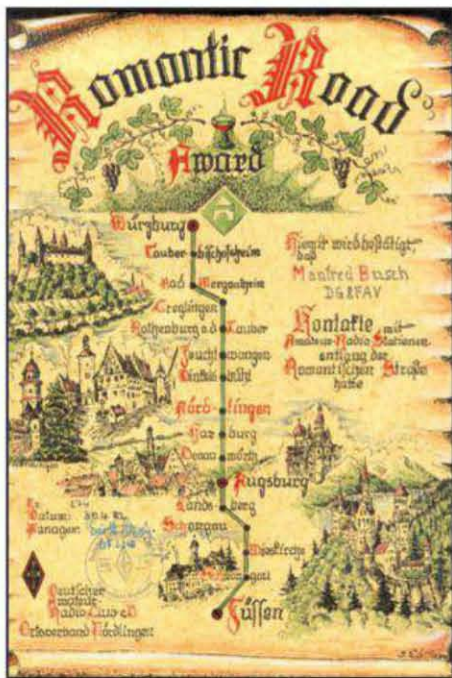 Romantic Road
Award
Würzburg
Tauberbischofsheim
Bad Mergentheim
Creglingen
Rothenburg o.d. Tauber
Feuchtwangen
Dinkelsbühl
Nördlingen
Harburg
Donauwörth
Augsburg
Landsberg
Schongau
Wieskirche
Schwangau
Füssen
Hiermit wird bestätigt,
daß
Manfred Busch
DG8FAV
Kontakte mit
Amateur-Radio Stationen
entlang der
Romantischen Straße
hatte
Datum:
Manager:
Deutscher
Amateur
Radio Club e.V.
Ortsverband Nördlingen